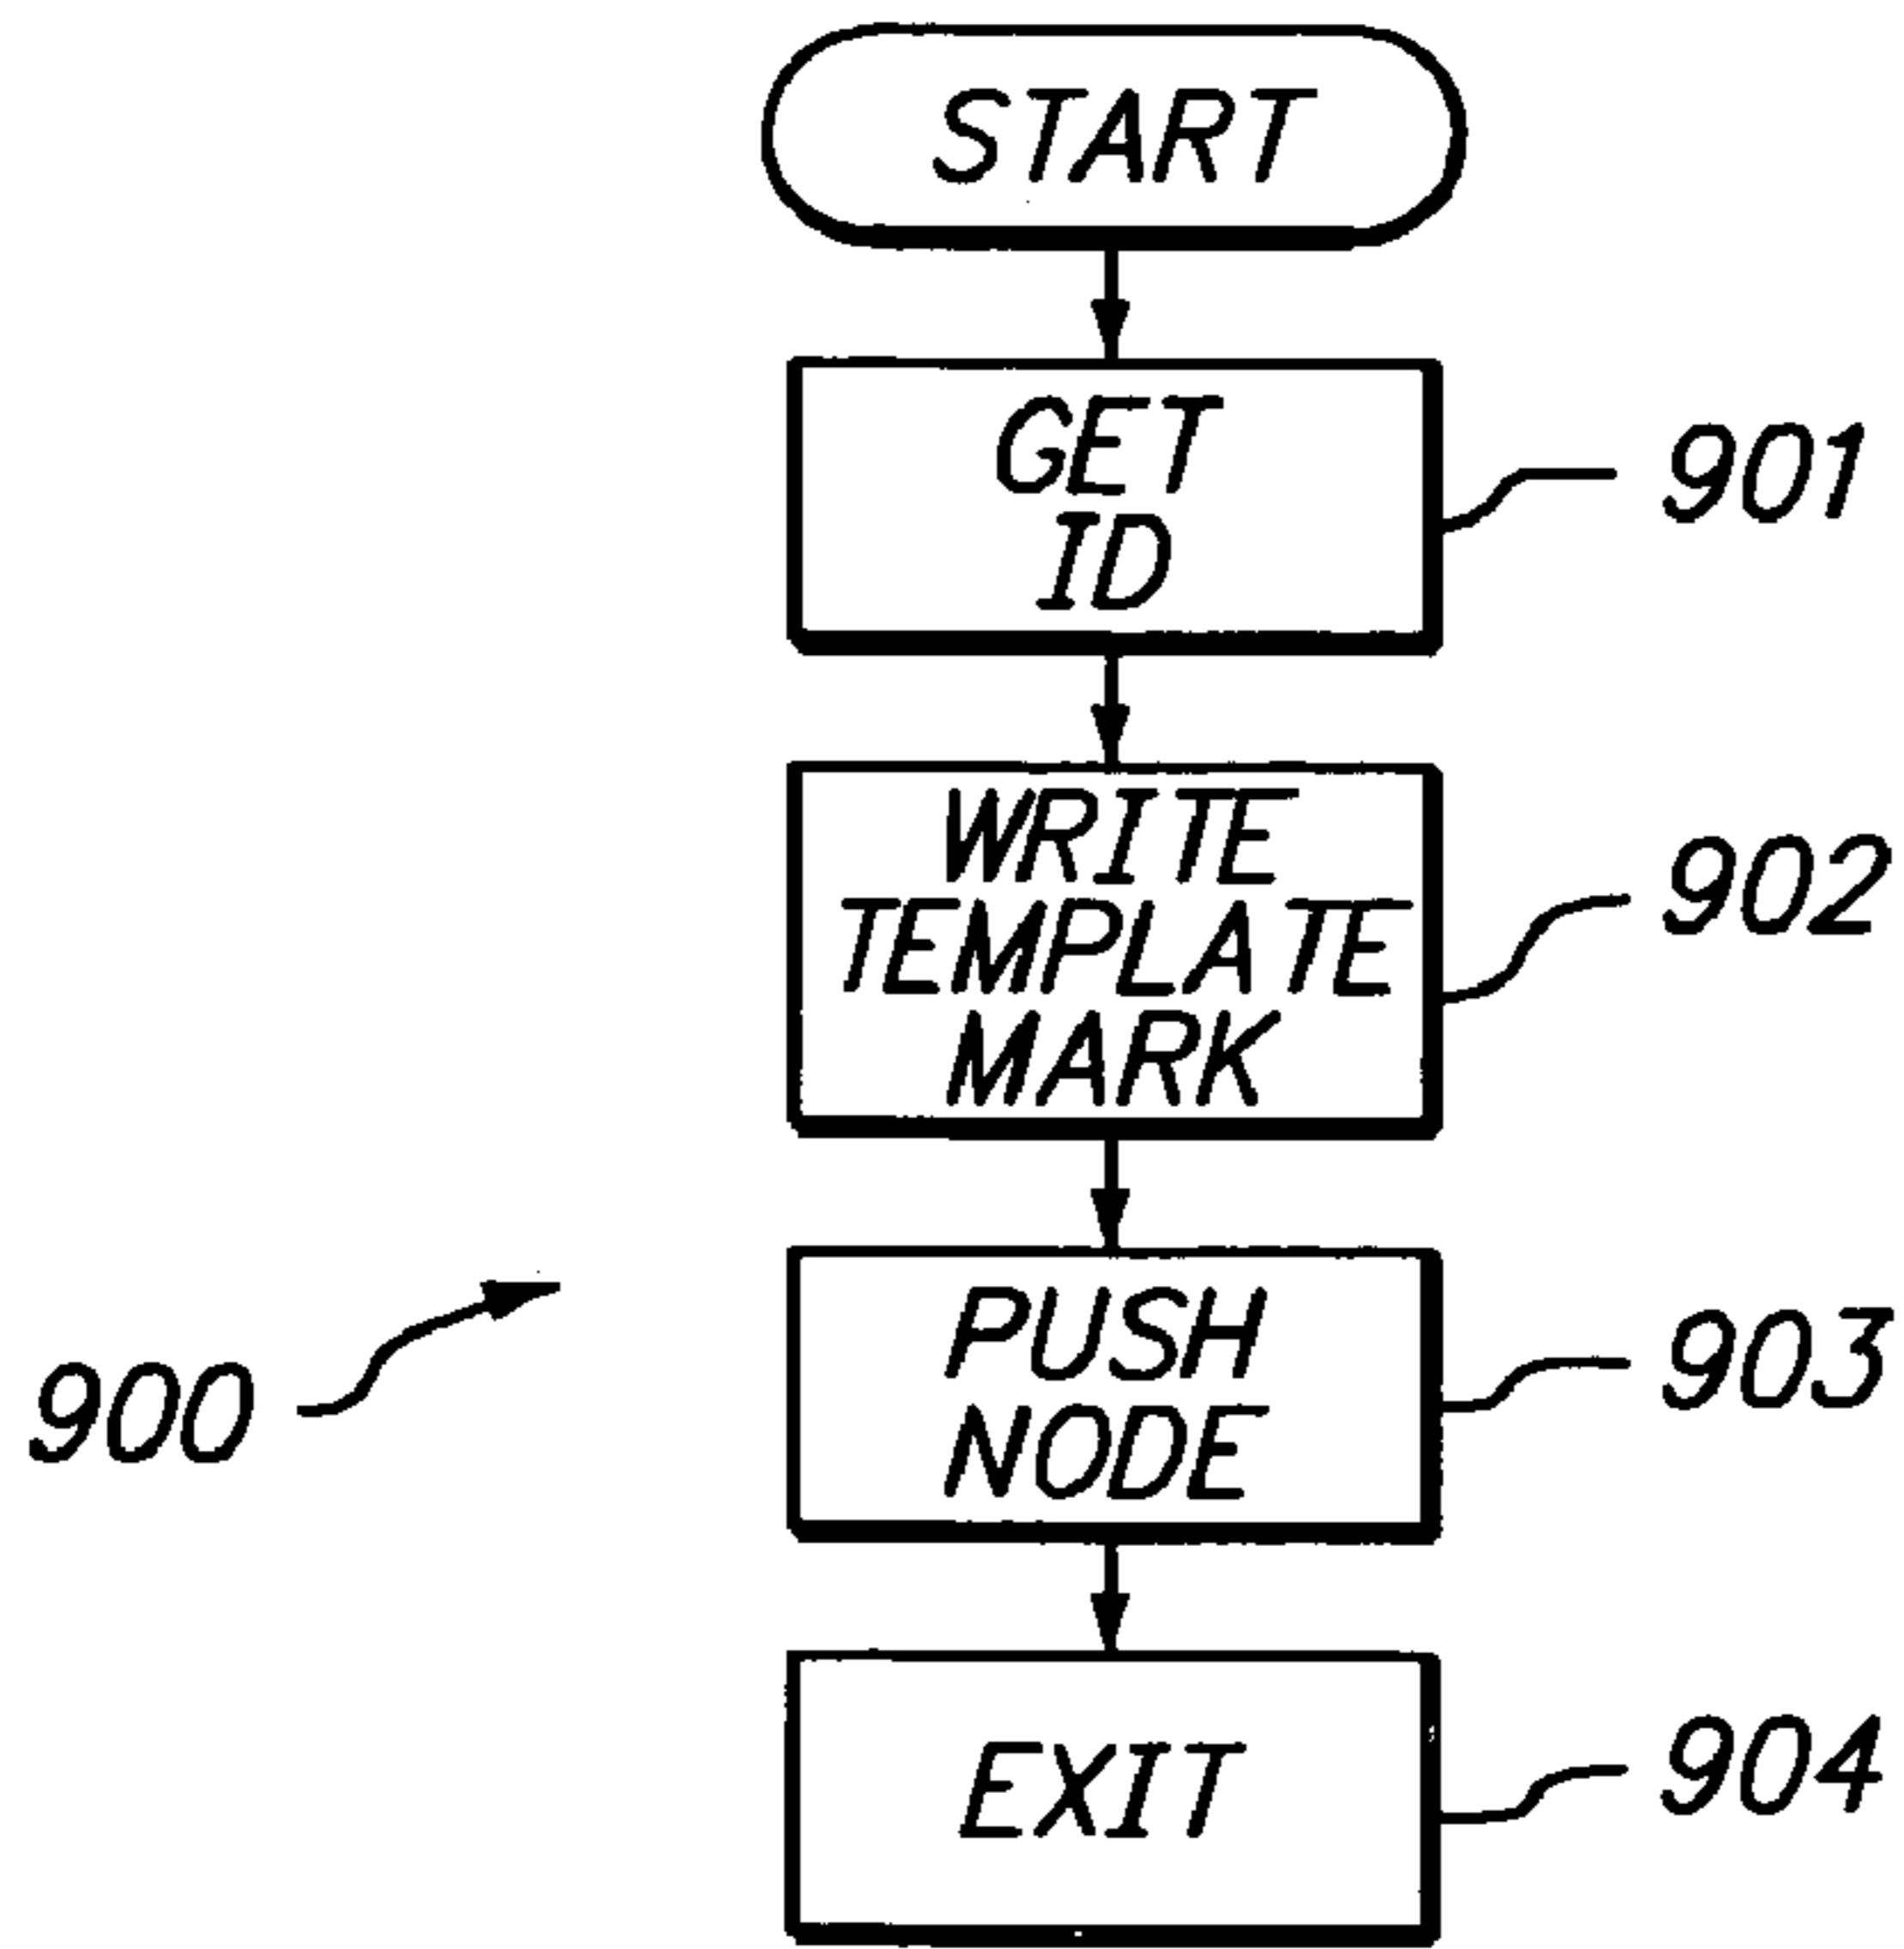 START
GET
ID
901
WRITE
TEMPLATE
MARK
902
PUSH
NODE
903
900
EXIT
904